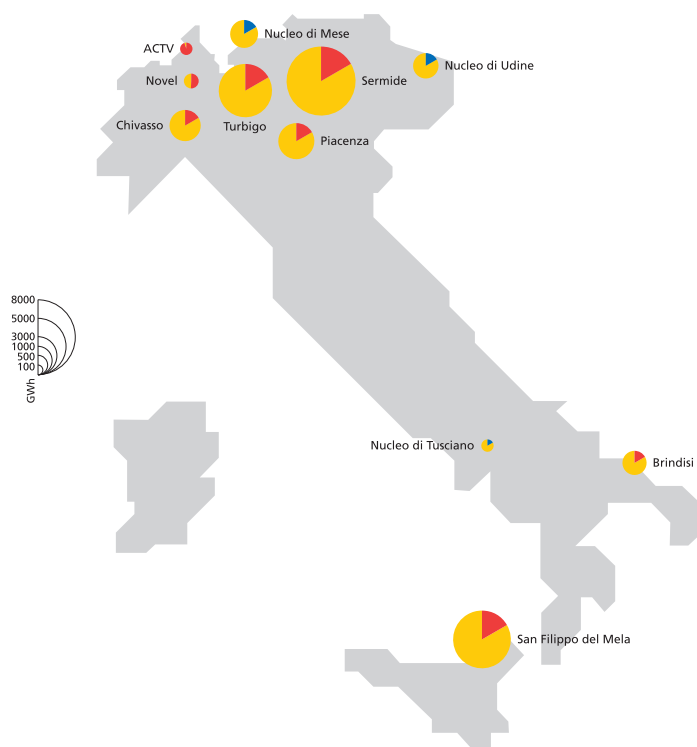 Nucleo di Mese
ACTV
Nucleo di Udine
Novel
Sermide
Chivasso
Turbigo
Piacenza
8000
5000
3000
1000
500
100
GWh
Nucleo di Tusciano
Brindisi
San Filippo del Mela